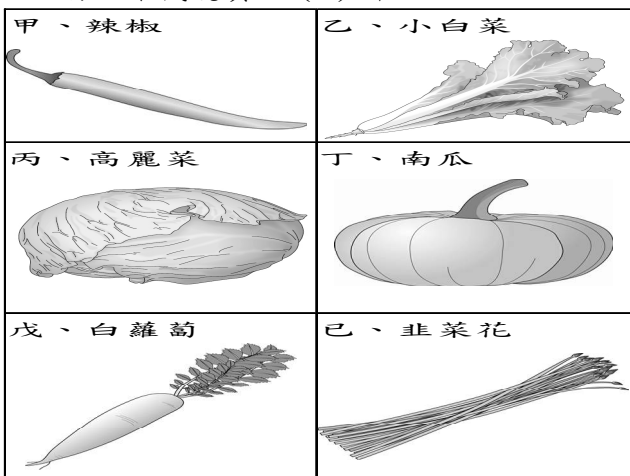 甲、辣椒
乙、小白菜
丙、高麗菜
丁、南瓜
戊、白蘿蔔
己、韭菜花